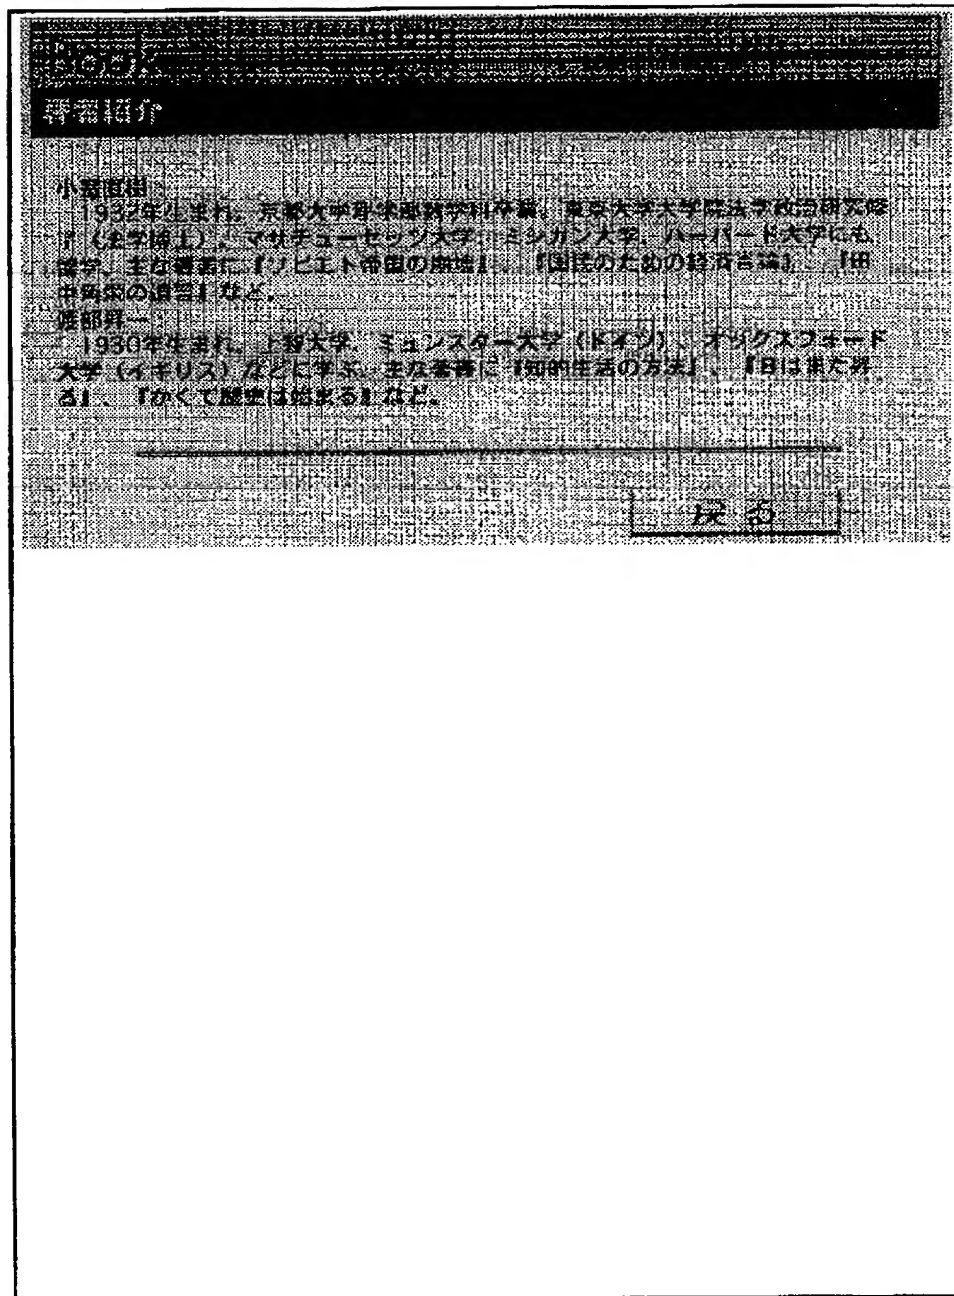 Book
著者紹介
小室直樹：
1932年生まれ。京都大学理学部数学科卒業。東京大学大学院法学政治研究修
了（法学博士）。マサチューセッツ大学、ミシガン大学、ハーバード大学にも
留学。主な著書に『ソビエト帝国の崩壊』、『国民のための経済言論』、『田
中角栄の遺言』など。
渡部昇一：
1930年生まれ。上智大学、ミュンスター大学（ドイツ）、オックスフォード
大学（イギリス）などに学ぶ。主な著書に『知的生活の方法』、『日はまた昇
る』、『かくて歴史は始まる』など。
戻る